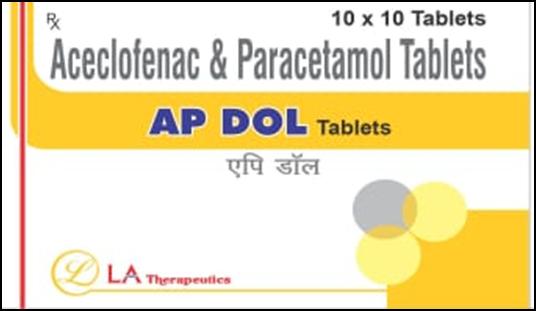 ℞
10 x 10 Tablets
Aceclofenac & Paracetamol Tablets
AP DOL Tablets
एपि डॉल
L
LA Therapeutics